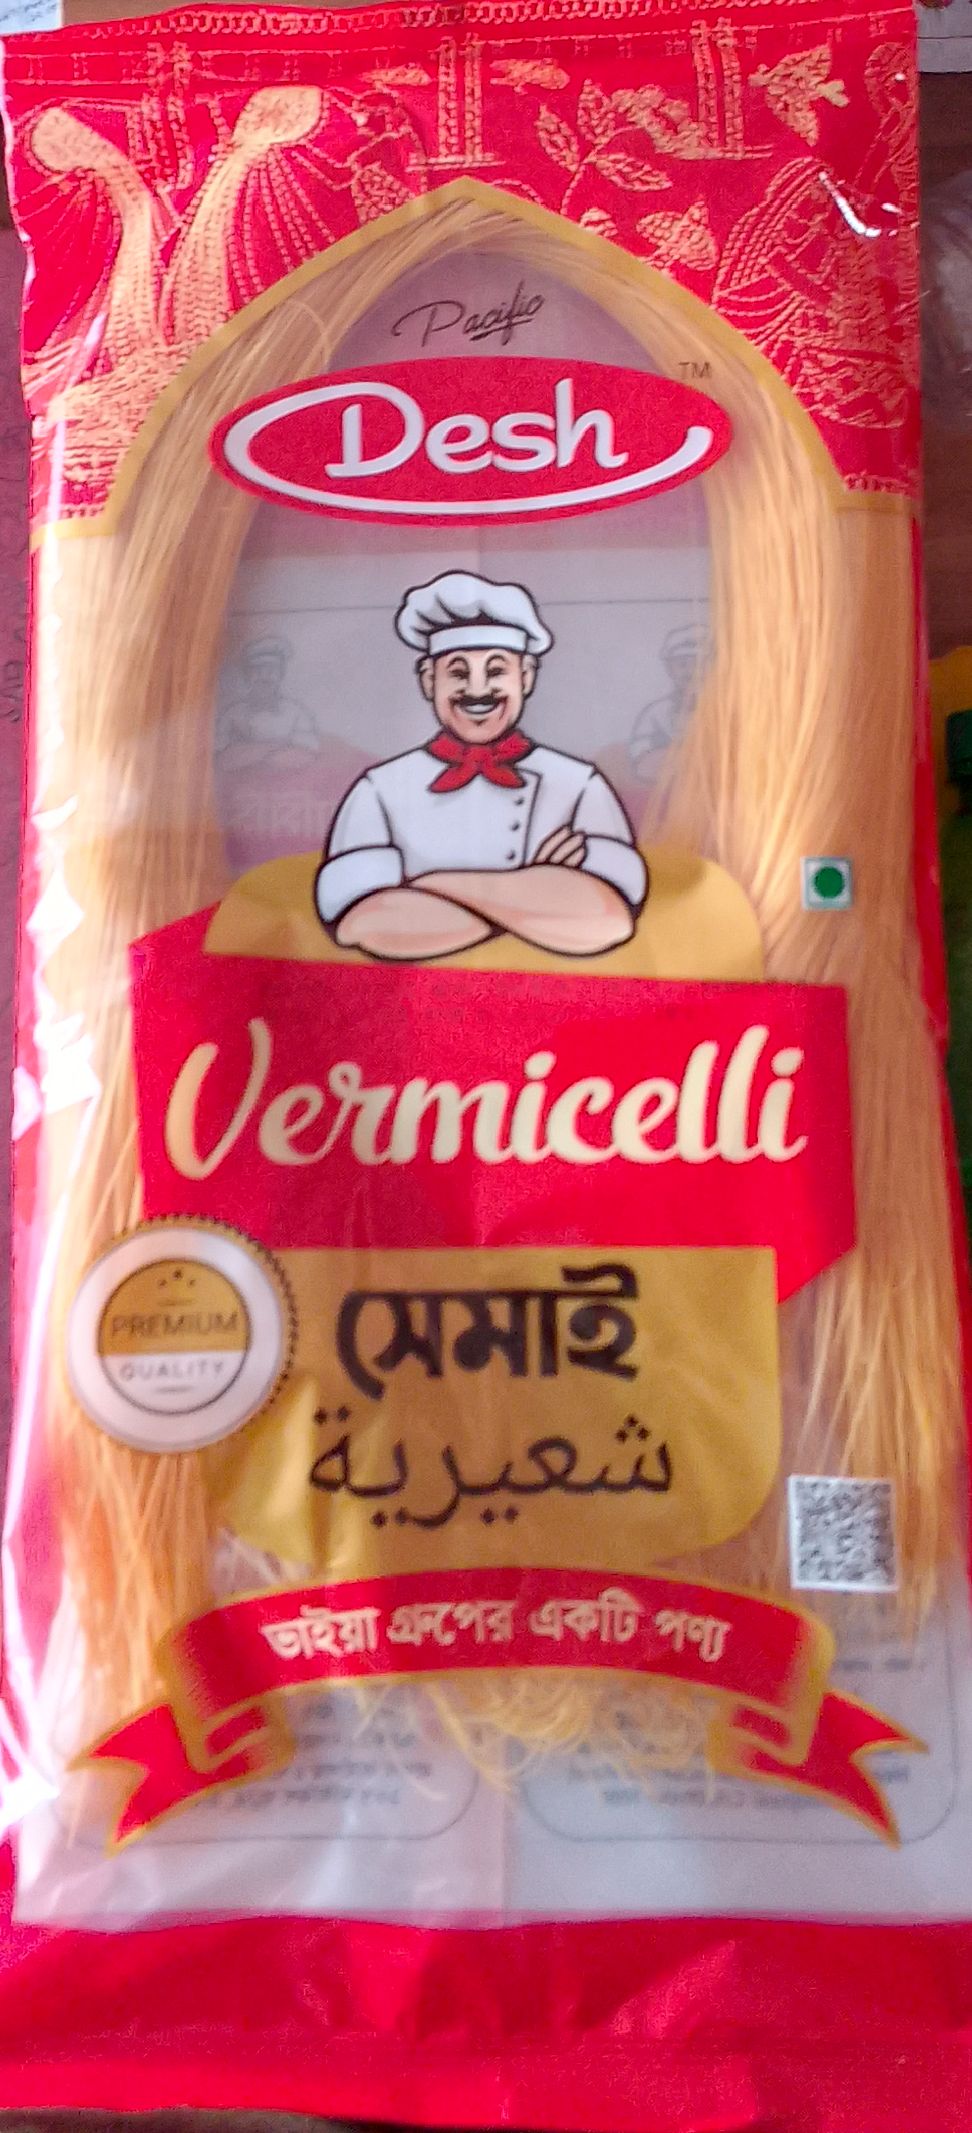 Pacific
Desh
TM
Vermicelli
PREMIUM
QUALITY
সেমাই
شعيرية
ভাইয়া গ্রুপের একটি পণ্য